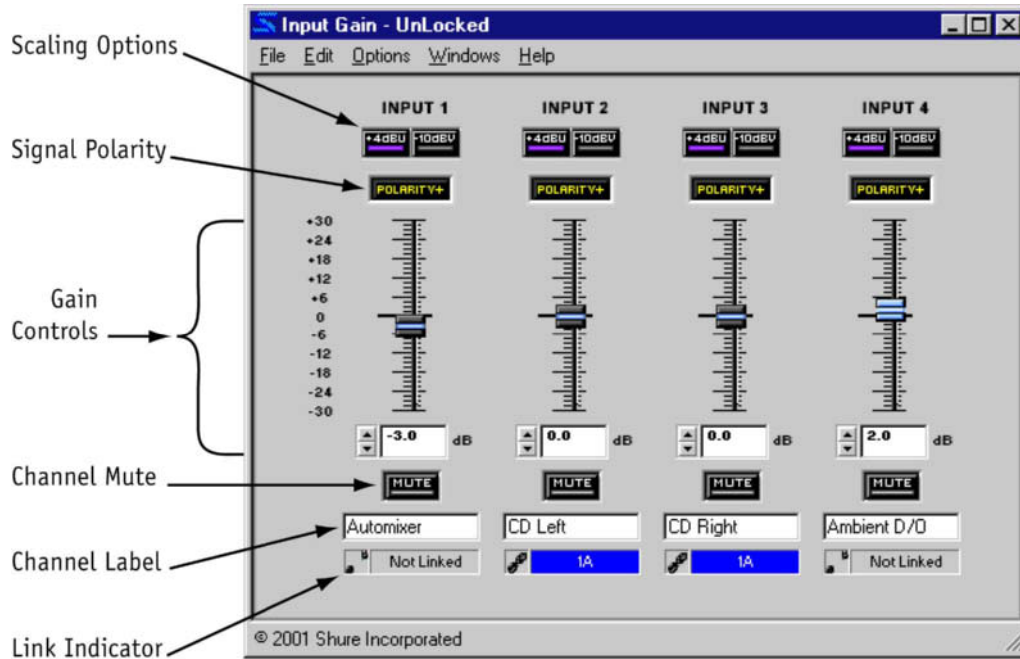 Input Gain - UnLocked
File Edit Options Windows Help
Scaling Options
INPUT 1 INPUT 2 INPUT 3 INPUT 4
+4dBU -10dBV +4dBU -10dBV +4dBU -10dBV +4dBU -10dBV
Signal Polarity
POLARITY+ POLARITY+ POLARITY+ POLARITY+
+30
+24
+18
+12
+6
0
-6
-12
-18
-24
-30
Gain
Controls
-3.0 dB 0.0 dB 0.0 dB 2.0 dB
Channel Mute
MUTE MUTE MUTE MUTE
Channel Label
Automixer CD Left CD Right Ambient D/O
Link Indicator
Not Linked 1A 1A Not Linked
© 2001 Shure Incorporated